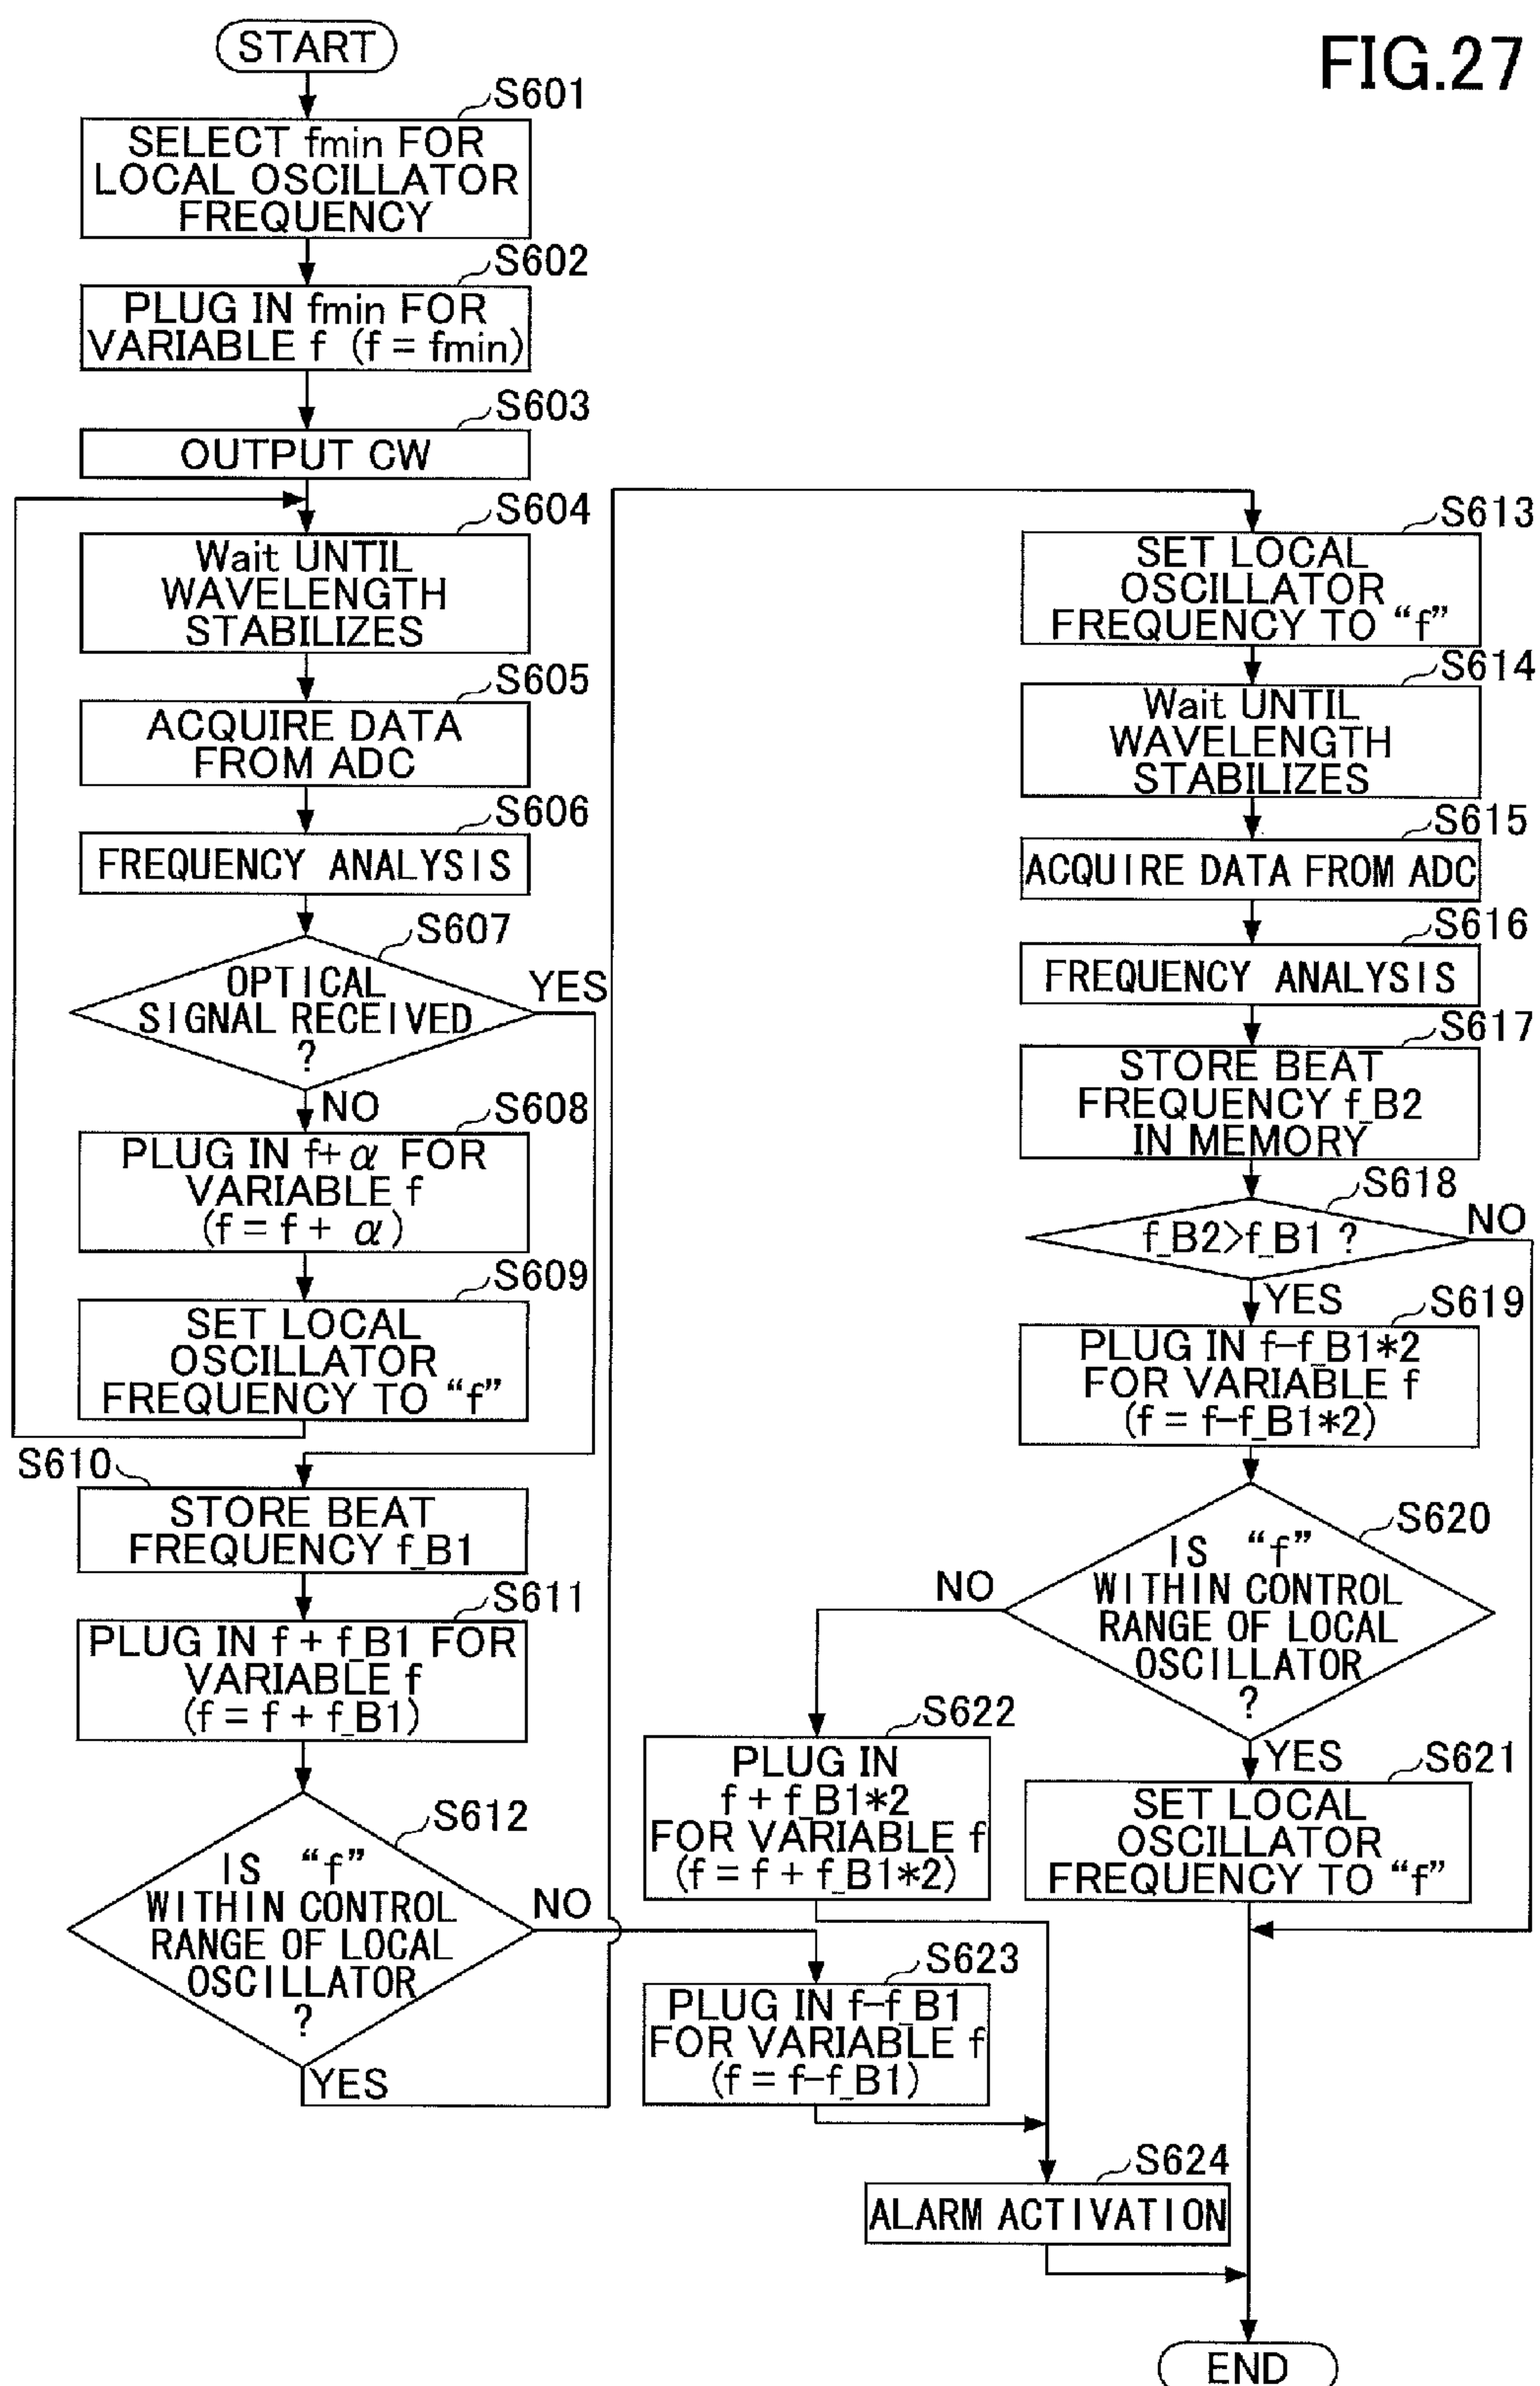 FIG.27
START
S601
SELECT fmin FOR
LOCAL OSCILLATOR
FREQUENCY
S602
PLUG IN fmin FOR
VARIABLE f (f = fmin)
S603
OUTPUT CW
S604
Wait UNTIL
WAVELENGTH
STABILIZES
S605
ACQUIRE DATA
FROM ADC
S606
FREQUENCY ANALYSIS
S607
OPTICAL
SIGNAL RECEIVED
?
YES
NO
S608
PLUG IN f+ α FOR
VARIABLE f
(f = f + α)
S609
SET LOCAL
OSCILLATOR
FREQUENCY TO “f”
S610
STORE BEAT
FREQUENCY f_B1
S611
PLUG IN f + f_B1 FOR
VARIABLE f
(f = f + f_B1)
S612
IS “f”
WITHIN CONTROL
RANGE OF LOCAL
OSCILLATOR
?
NO
YES
S613
SET LOCAL
OSCILLATOR
FREQUENCY TO “f”
S614
Wait UNTIL
WAVELENGTH
STABILIZES
S615
ACQUIRE DATA FROM ADC
S616
FREQUENCY ANALYSIS
S617
STORE BEAT
FREQUENCY f_B2
IN MEMORY
S618
f_B2>f_B1 ?
NO
YES
S619
PLUG IN f-f_B1*2
FOR VARIABLE f
(f = f-f_B1*2)
S620
IS “f”
WITHIN CONTROL
RANGE OF LOCAL
OSCILLATOR
?
NO
YES
S621
SET LOCAL
OSCILLATOR
FREQUENCY TO “f”
S622
PLUG IN
f + f_B1*2
FOR VARIABLE f
(f = f + f_B1*2)
S623
PLUG IN f-f_B1
FOR VARIABLE f
(f = f-f_B1)
S624
ALARM ACTIVATION
END